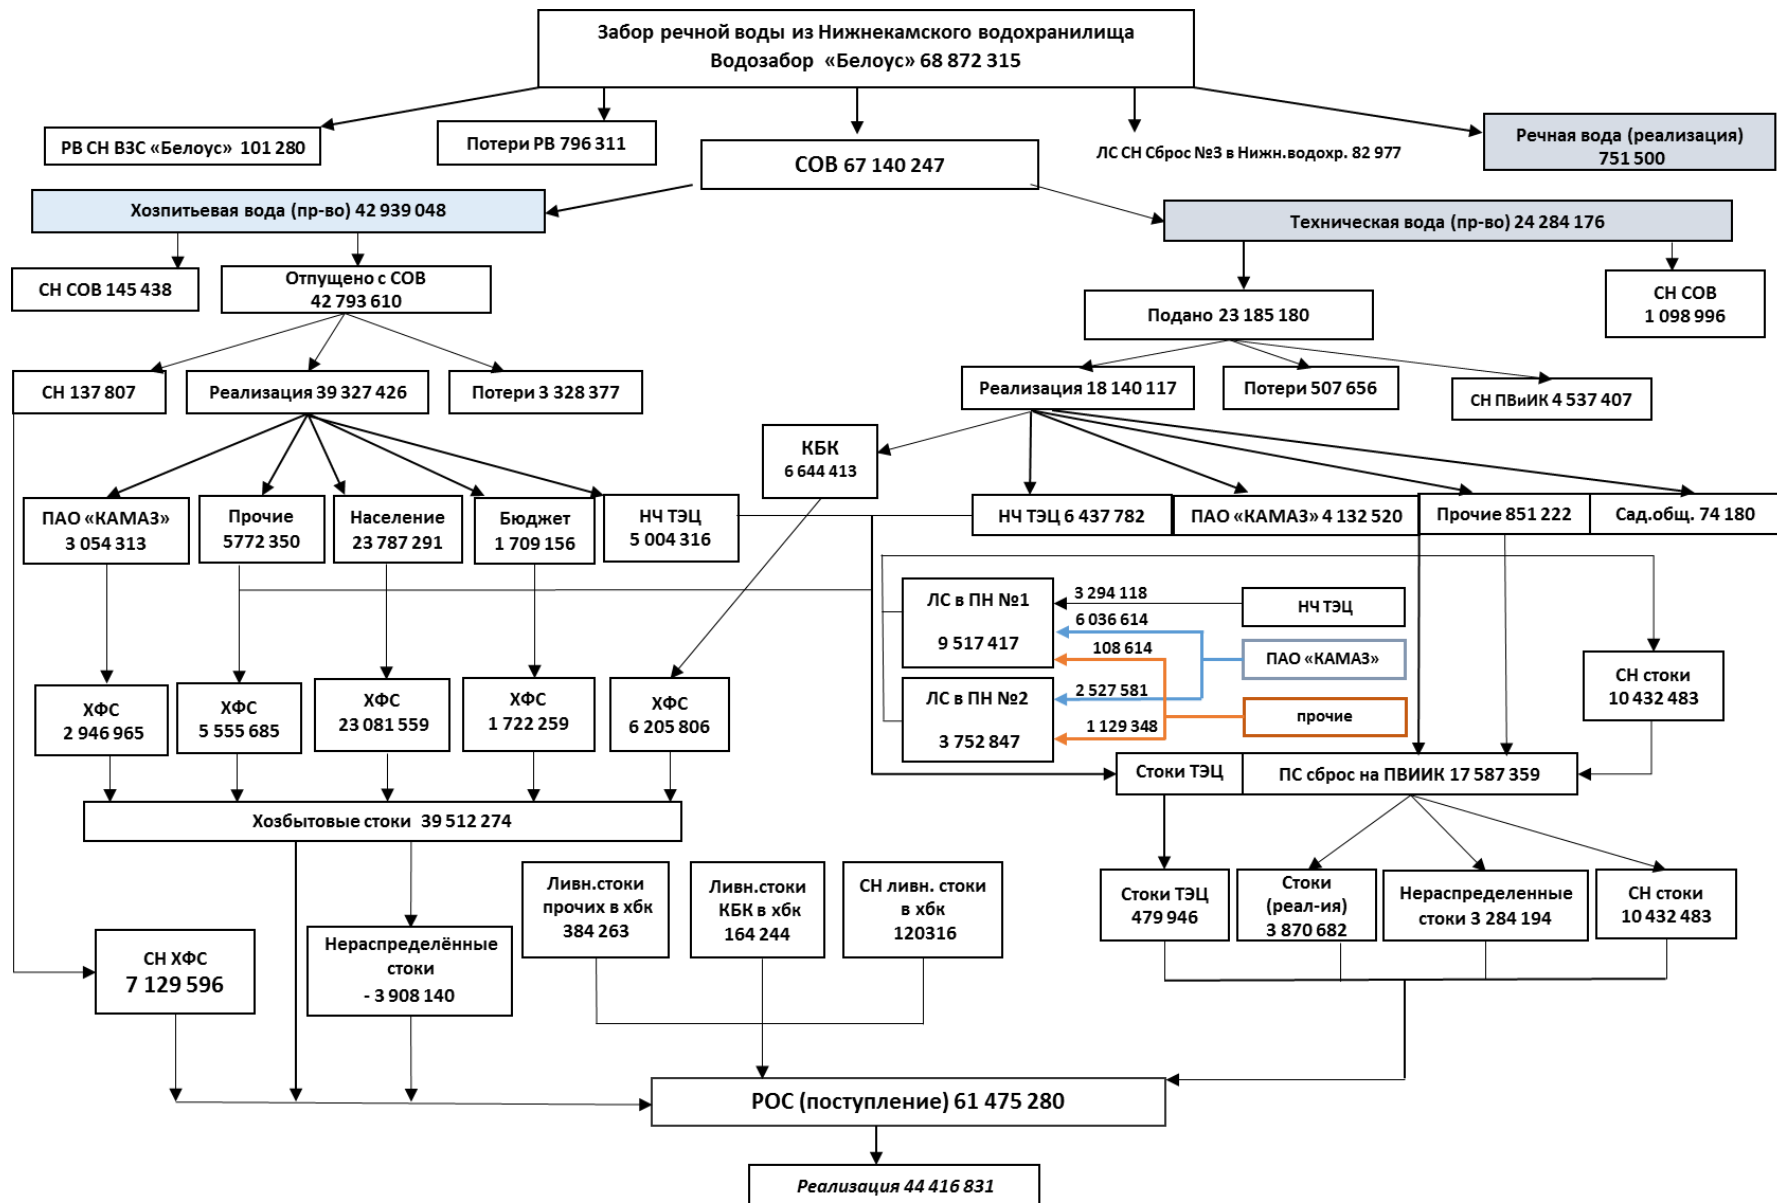 Забор речной воды из Нижнекамского водохранилища
Водозабор «Белоус» 68 872 315
РВ СН ВЗС «Белоус» 101 280
Потери РВ 796 311
СОВ 67 140 247
ЛС СН Сброс №3 в Нижн.водохр. 82 977
Речная вода (реализация)
751 500
Хозпитьевая вода (пр-во) 42 939 048
Техническая вода (пр-во) 24 284 176
СН СОВ 145 438
Отпущено с СОВ
42 793 610
Подано 23 185 180
СН СОВ
1 098 996
СН 137 807
Реализация 39 327 426
Потери 3 328 377
Реализация 18 140 117
Потери 507 656
СН ПВиИК 4 537 407
КБК
6 644 413
ПАО «КАМАЗ»
3 054 313
Прочие
5772 350
Население
23 787 291
Бюджет
1 709 156
НЧ ТЭЦ
5 004 316
НЧ ТЭЦ 6 437 782
ПАО «КАМАЗ» 4 132 520
Прочие 851 222
Сад.общ. 74 180
ЛС в ПН №1
9 517 417
3 294 118
6 036 614
108 614
НЧ ТЭЦ
ПАО «КАМАЗ»
ЛС в ПН №2
3 752 847
2 527 581
1 129 348
прочие
СН стоки
10 432 483
ХФС
2 946 965
ХФС
5 555 685
ХФС
23 081 559
ХФС
1 722 259
ХФС
6 205 806
Стоки ТЭЦ
ПС сброс на ПВИИК 17 587 359
Хозбытовые стоки 39 512 274
Ливн.стоки
прочих в хбк
384 263
Ливн.стоки
КБК в хбк
164 244
СН ливн. стоки
в хбк
120316
Стоки ТЭЦ
479 946
Стоки
(реал-ия)
3 870 682
Нераспределенные
стоки 3 284 194
СН стоки
10 432 483
СН ХФС
7 129 596
Нераспределённые
стоки
- 3 908 140
РОС (поступление) 61 475 280
Реализация 44 416 831